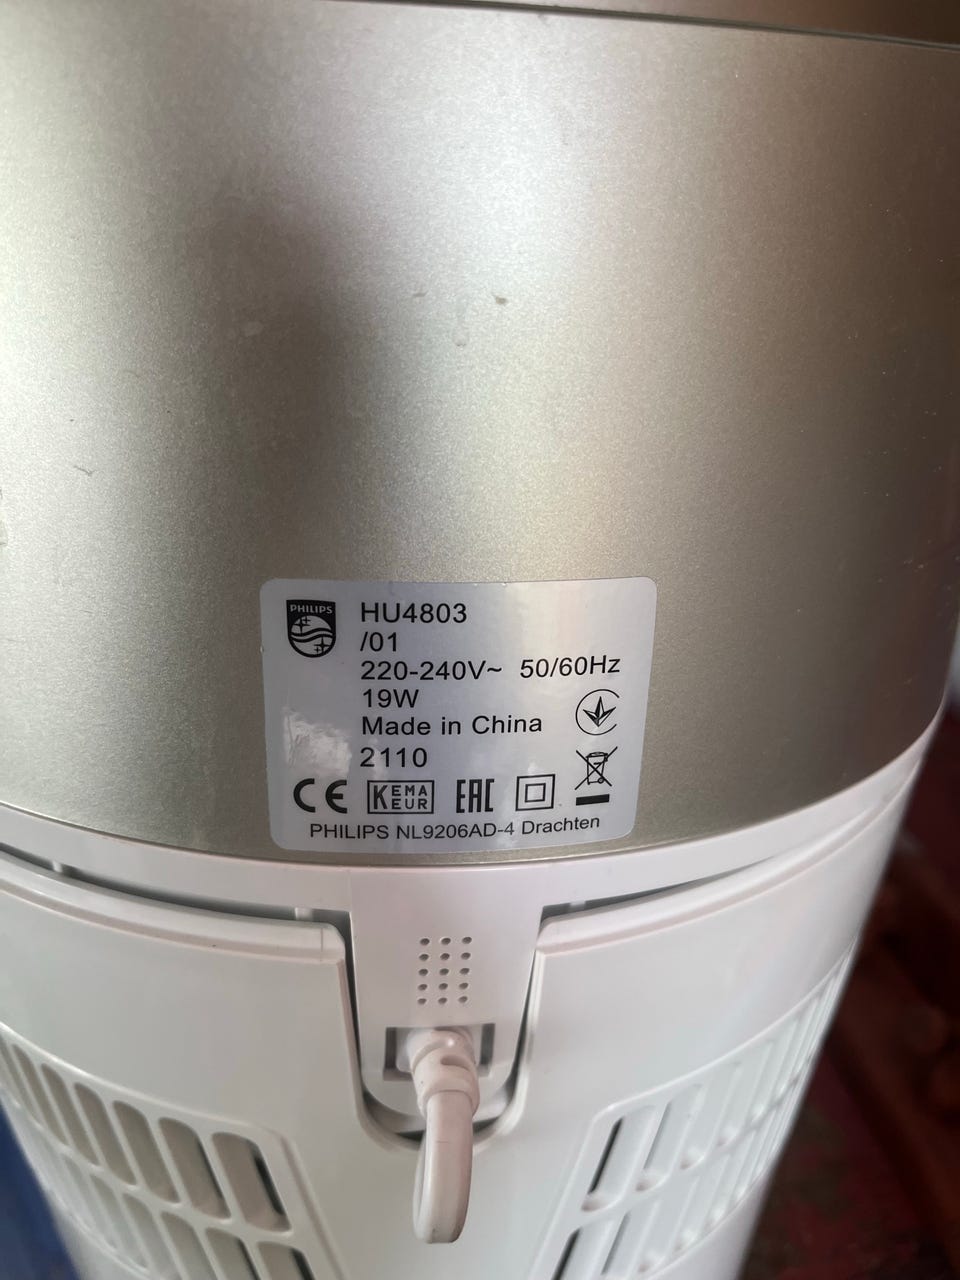 PHILIPS
HU4803
/01
220-240V~ 50/60Hz
19W
Made in China
2110
CE KEMA KEUR EAC
PHILIPS NL9206AD-4 Drachten